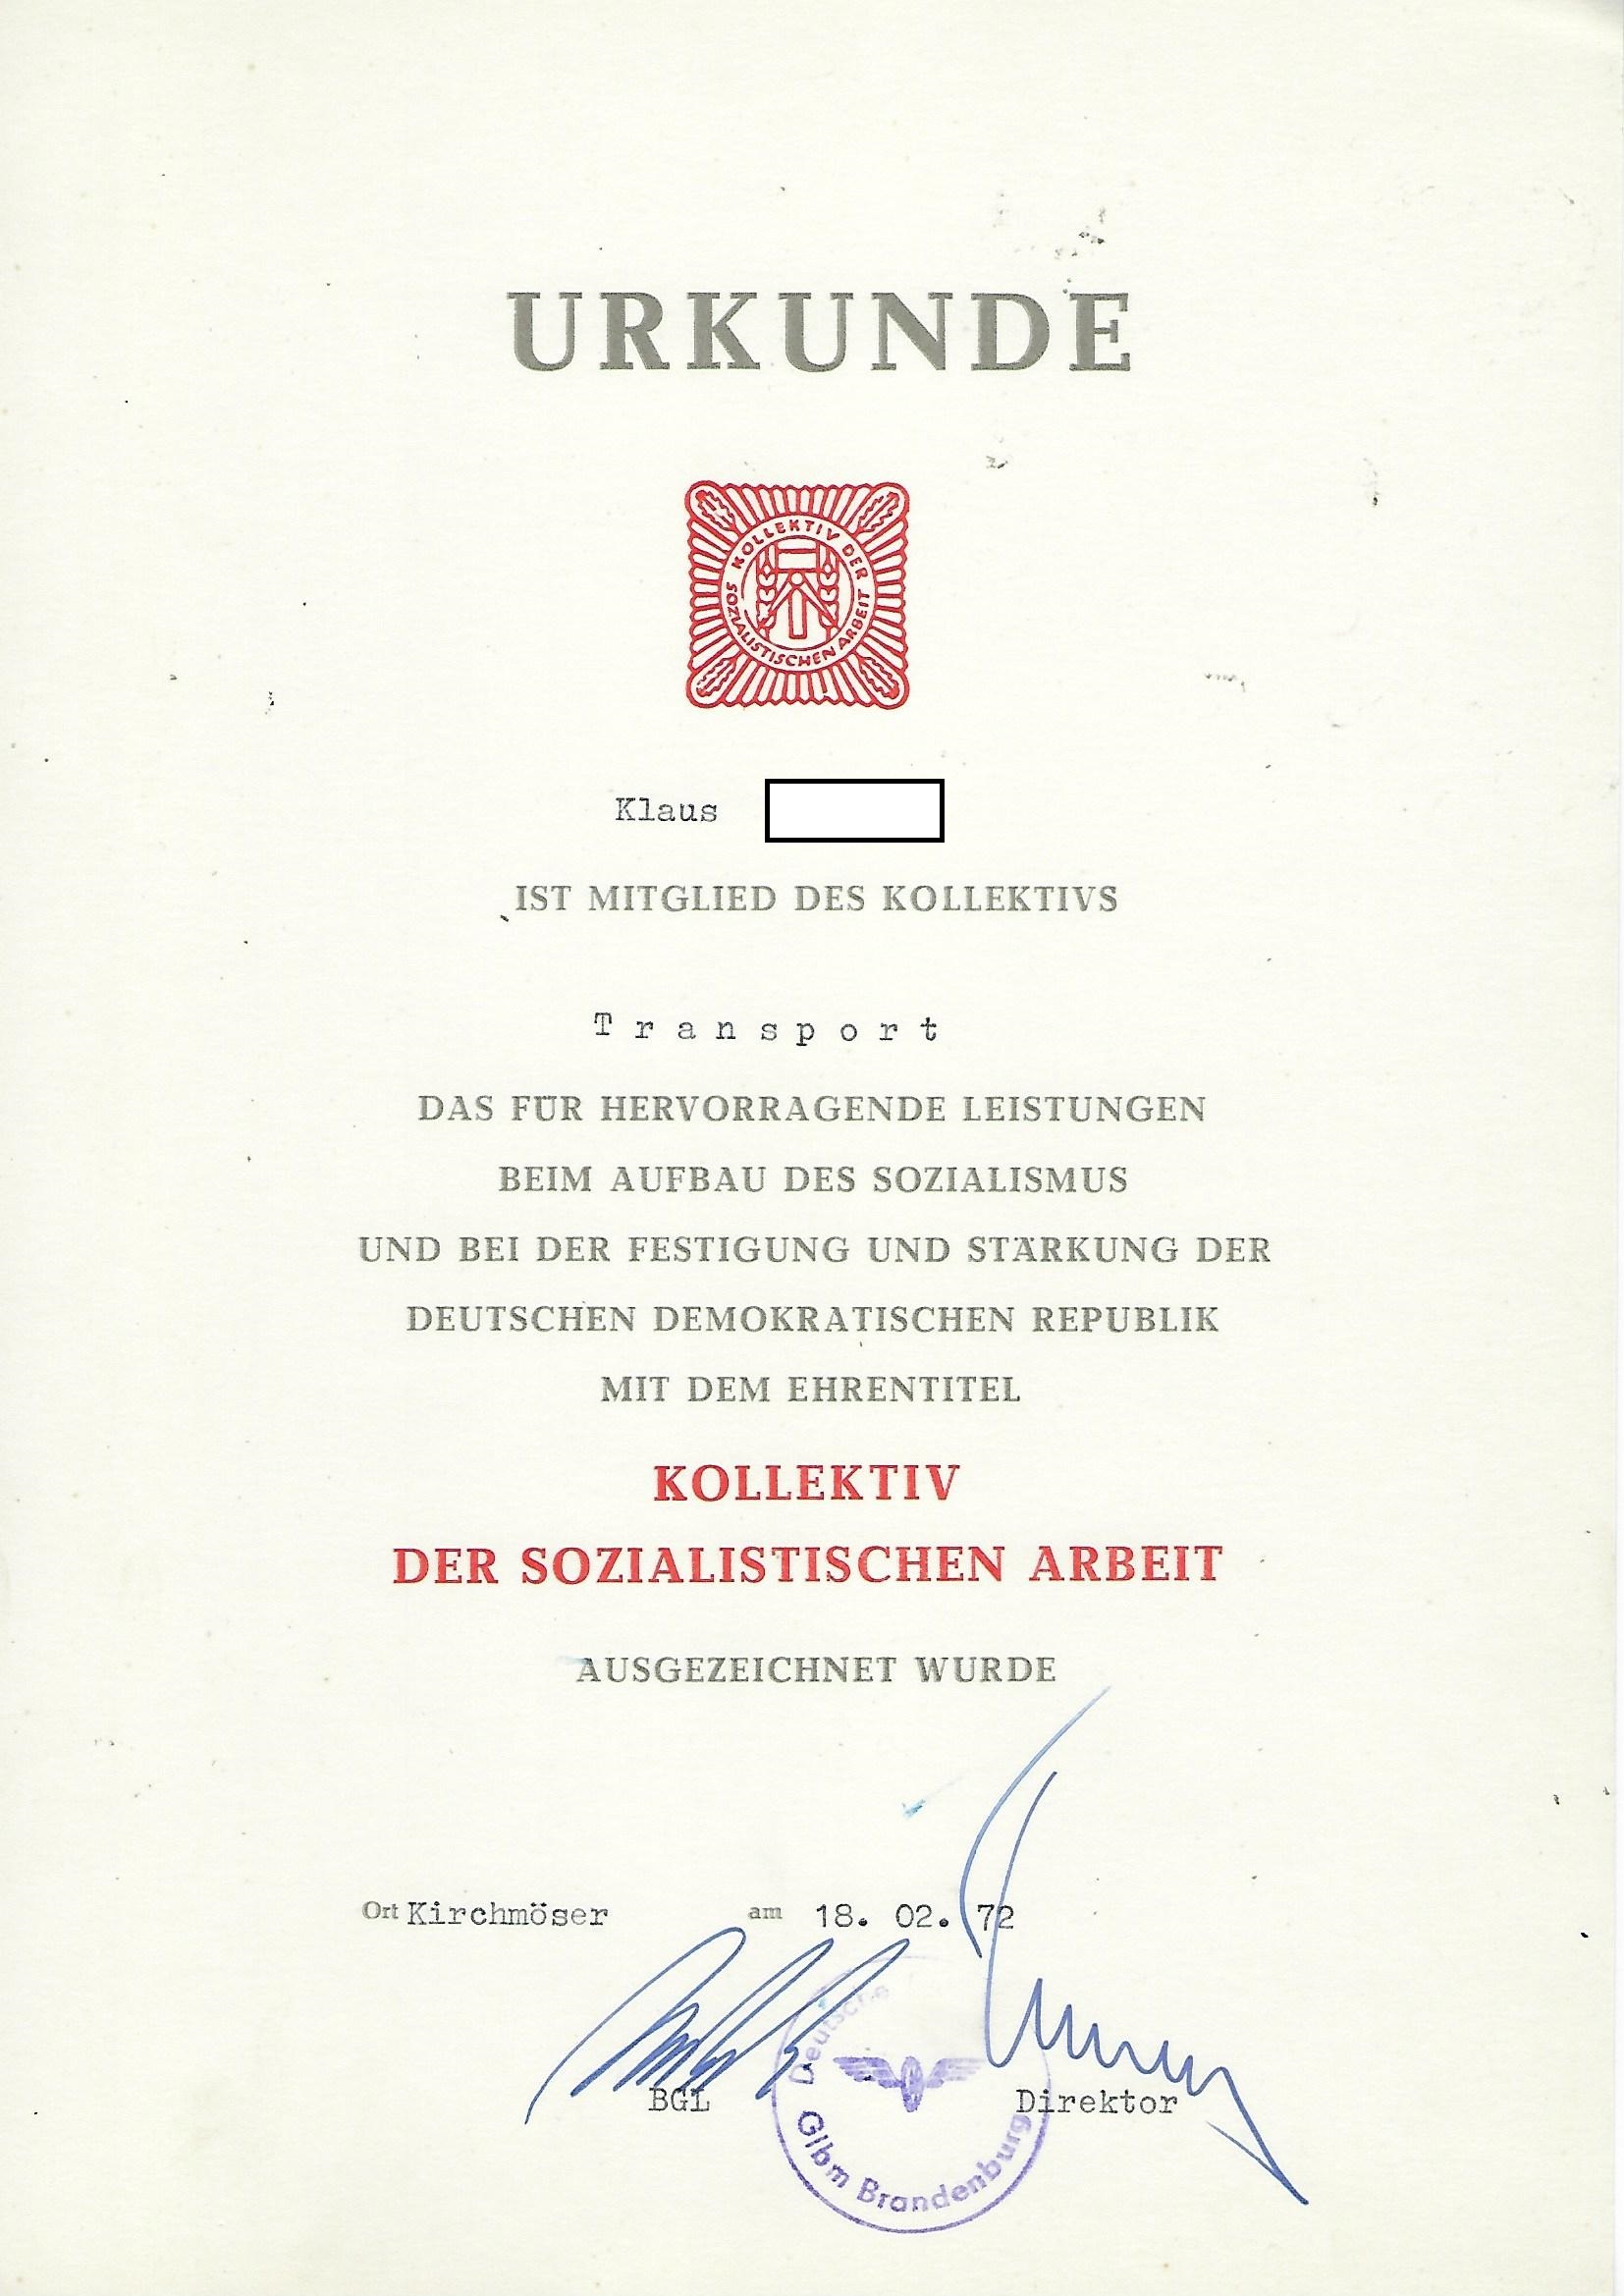 URKUNDE
KOLLEKTIV DER
SOZIALISTISCHEN ARBEIT
Klaus
IST MITGLIED DES KOLLEKTIVS
Transport
DAS FÜR HERVORRAGENDE LEISTUNGEN
BEIM AUFBAU DES SOZIALISMUS
UND BEI DER FESTIGUNG UND STÄRKUNG DER
DEUTSCHEN DEMOKRATISCHEN REPUBLIK
MIT DEM EHRENTITEL
KOLLEKTIV
DER SOZIALISTISCHEN ARBEIT
AUSGEZEICHNET WURDE
Ort Kirchmöser am 18. 02. 72
BGL Direktor
Deutsche
Glbm Brandenburg